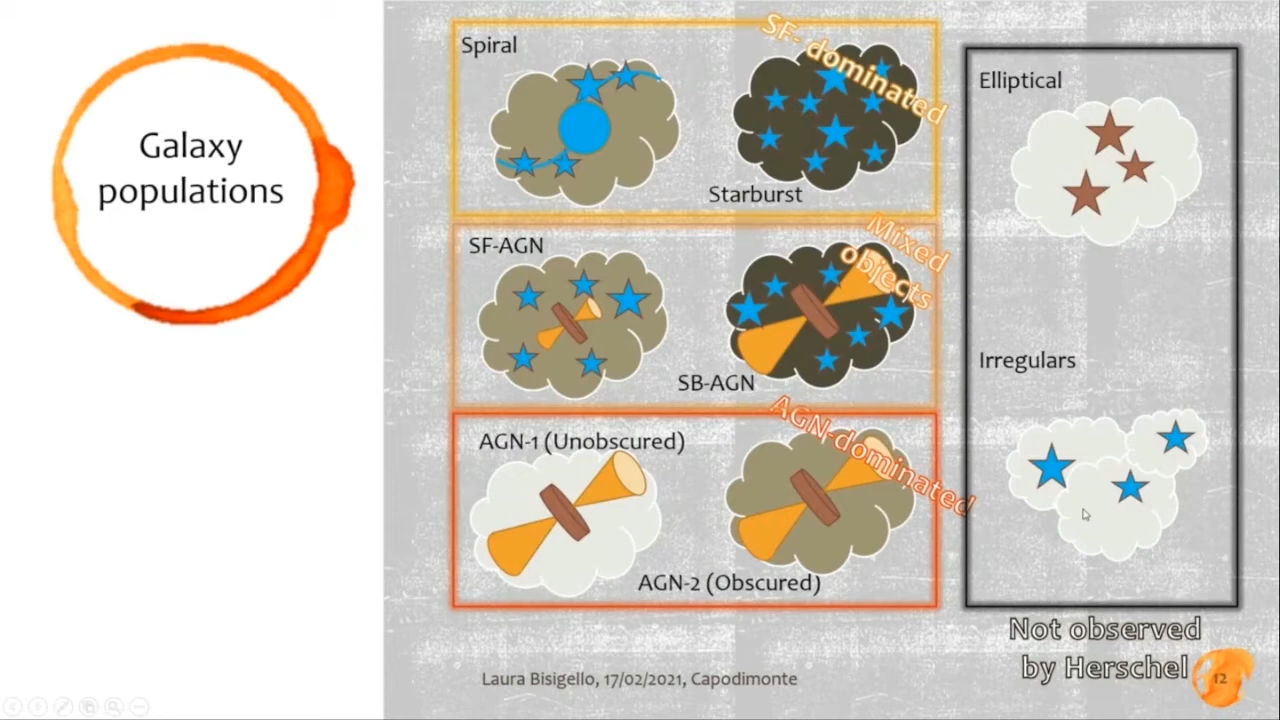 Galaxy
populations
Spiral
SF- dominated
Starburst
SF-AGN
Mixed
objects
SB-AGN
AGN-1 (Unobscured)
AGN-dominated
AGN-2 (Obscured)
Elliptical
Irregulars
Not observed
by Herschel
Laura Bisigello, 17/02/2021, Capodimonte
12